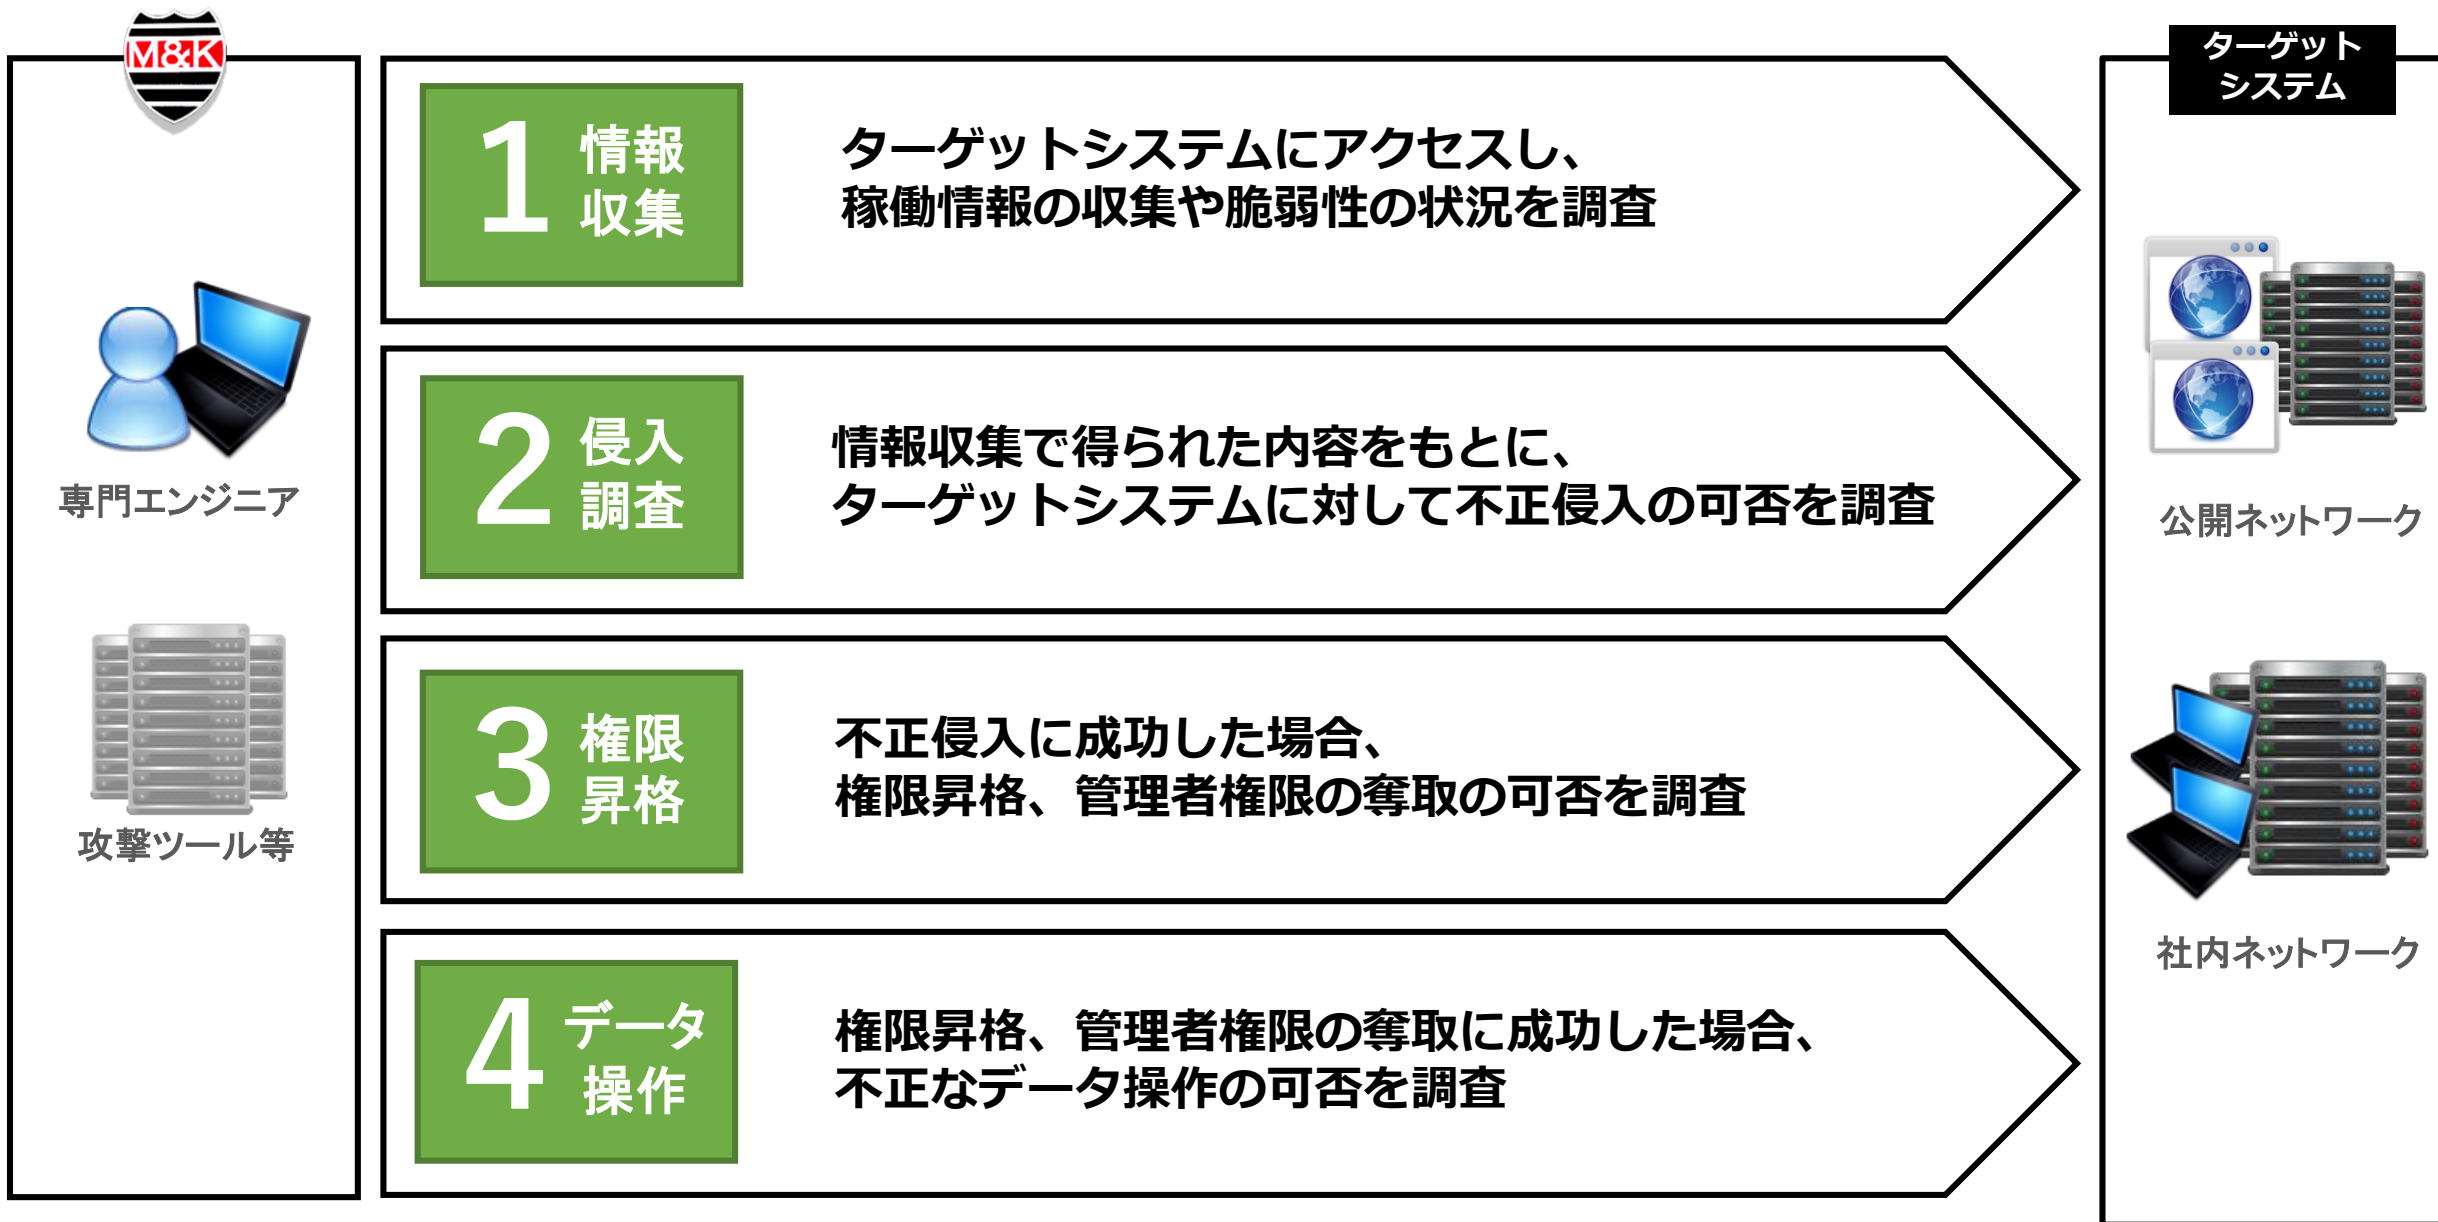 M&K
専門エンジニア
攻撃ツール等
1
情報
収集
ターゲットシステムにアクセスし、
稼働情報の収集や脆弱性の状況を調査
2
侵入
調査
情報収集で得られた内容をもとに、
ターゲットシステムに対して不正侵入の可否を調査
3
権限
昇格
不正侵入に成功した場合、
権限昇格、管理者権限の奪取の可否を調査
4
データ
操作
権限昇格、管理者権限の奪取に成功した場合、
不正なデータ操作の可否を調査
ターゲット
システム
公開ネットワーク
社内ネットワーク